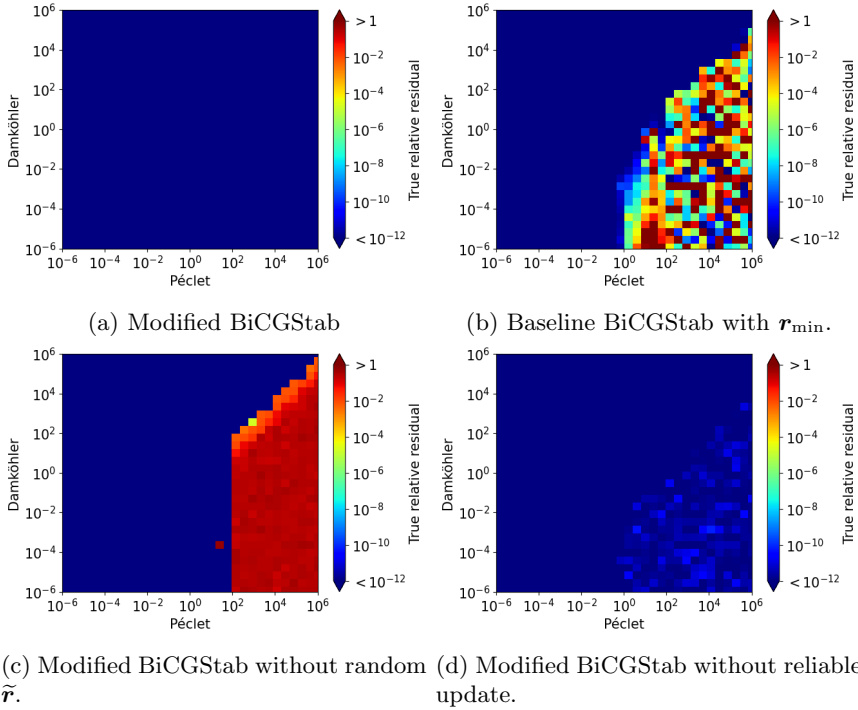 10^6
10^4
10^2
10^0
10^−2
10^−4
10^−6
Damköhler
10^−6 10^−4 10^−2 10^0 10^2 10^4 10^6
Péclet
> 1
10^−2
10^−4
10^−6
10^−8
10^−10
< 10^−12
True relative residual
(a) Modified BiCGStab
10^6
10^4
10^2
10^0
10^−2
10^−4
10^−6
Damköhler
10^−6 10^−4 10^−2 10^0 10^2 10^4 10^6
Péclet
> 1
10^−2
10^−4
10^−6
10^−8
10^−10
< 10^−12
True relative residual
(b) Baseline BiCGStab with r_min.
10^6
10^4
10^2
10^0
10^−2
10^−4
10^−6
Damköhler
10^−6 10^−4 10^−2 10^0 10^2 10^4 10^6
Péclet
> 1
10^−2
10^−4
10^−6
10^−8
10^−10
< 10^−12
True relative residual
(c) Modified BiCGStab without random
r̃.
10^6
10^4
10^2
10^0
10^−2
10^−4
10^−6
Damköhler
10^−6 10^−4 10^−2 10^0 10^2 10^4 10^6
Péclet
> 1
10^−2
10^−4
10^−6
10^−8
10^−10
< 10^−12
True relative residual
(d) Modified BiCGStab without reliable
update.